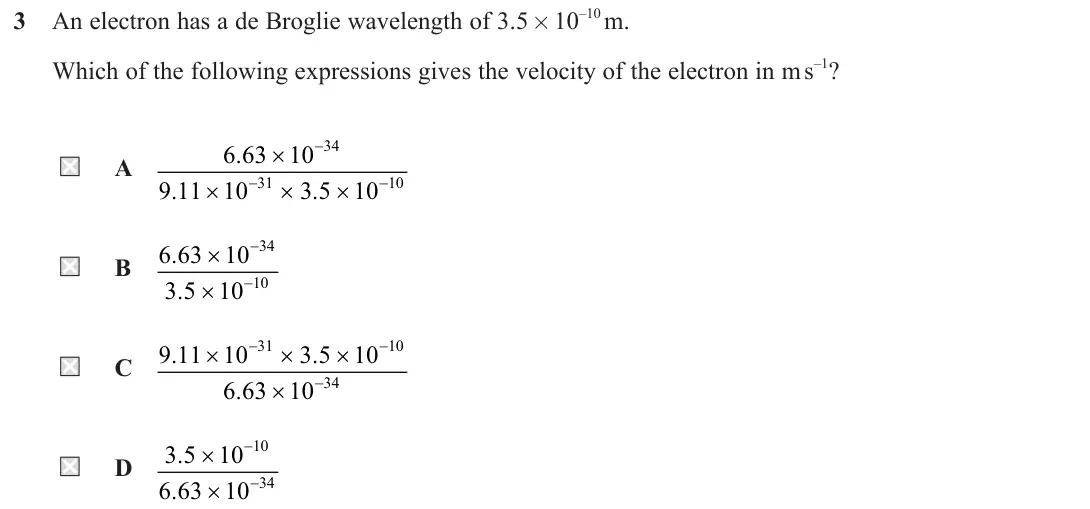 3 An electron has a de Broglie wavelength of 3.5 × 10⁻¹⁰ m.
Which of the following expressions gives the velocity of the electron in m s⁻¹?
A
6.63 × 10⁻³⁴
9.11 × 10⁻³¹ × 3.5 × 10⁻¹⁰
B
6.63 × 10⁻³⁴
3.5 × 10⁻¹⁰
C
9.11 × 10⁻³¹ × 3.5 × 10⁻¹⁰
6.63 × 10⁻³⁴
D
3.5 × 10⁻¹⁰
6.63 × 10⁻³⁴